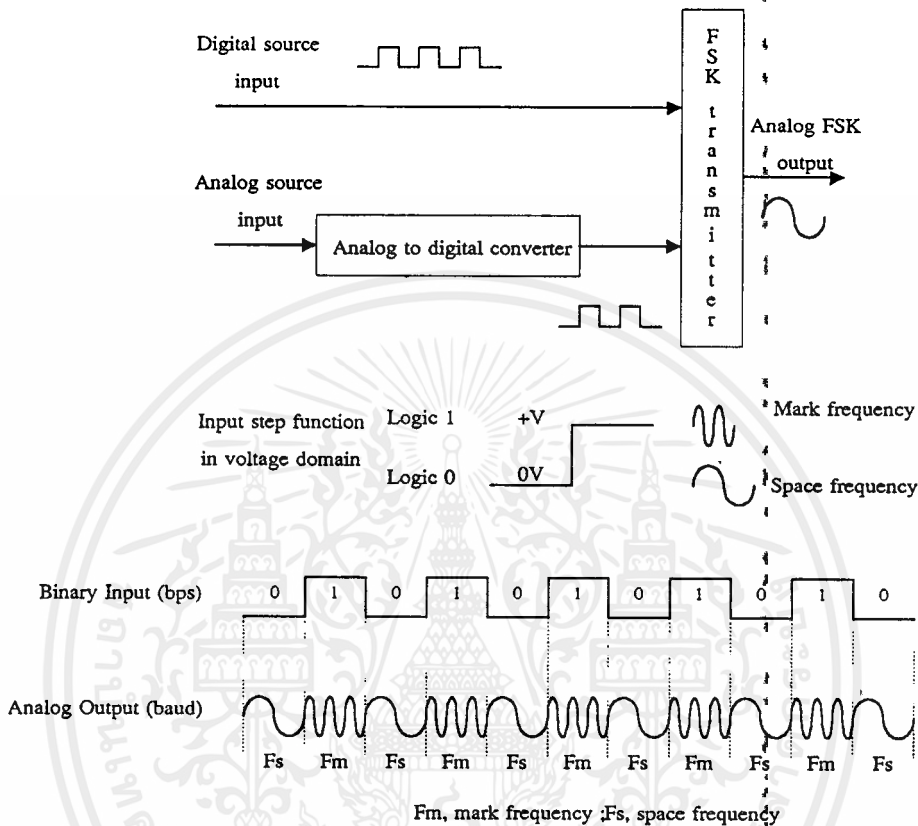 Digital source
input
FSK transmitter
Analog FSK
output
Analog source
input
Analog to digital converter
Input step function
in voltage domain
Logic 1 +V
Logic 0 0V
Mark frequency
Space frequency
Binary Input (bps) 0 1 0 1 0 1 0 1 0 1 0
Analog Output (baud)
Fs Fm Fs Fm Fs Fm Fs Fm Fs Fm Fs
Fm, mark frequency ;Fs, space frequency